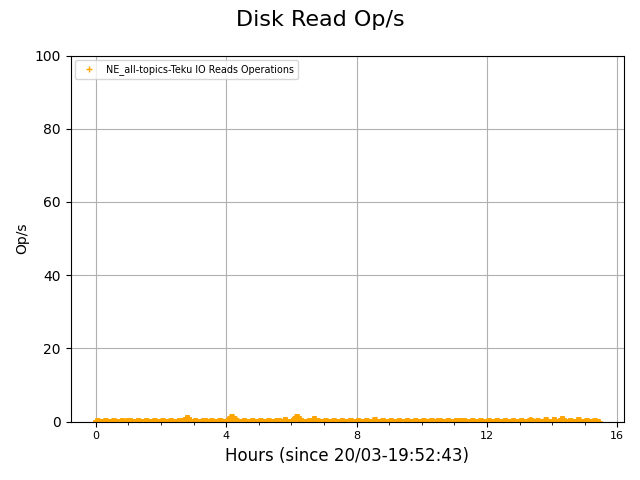 Disk Read Op/s
100
80
60
40
20
0
Op/s
NE_all-topics-Teku IO Reads Operations
0 4 8 12 16
Hours (since 20/03-19:52:43)